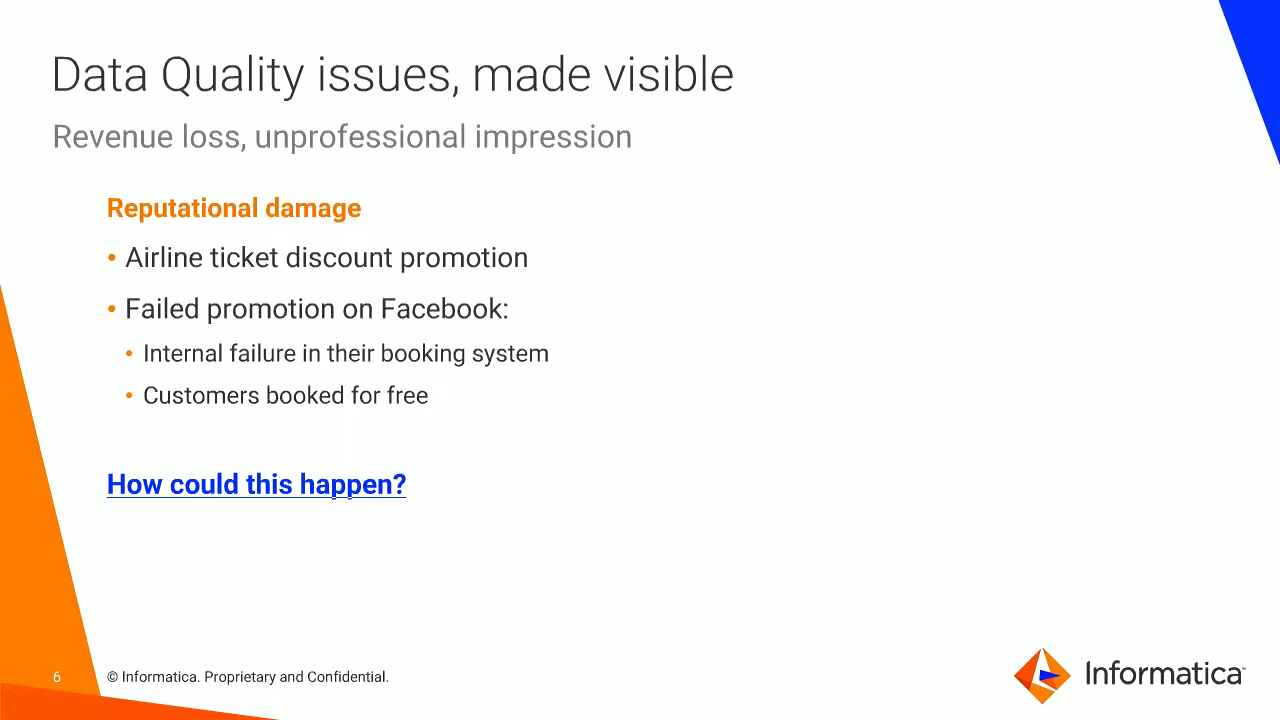 Data Quality issues, made visible
Revenue loss, unprofessional impression
Reputational damage
• Airline ticket discount promotion
• Failed promotion on Facebook:
• Internal failure in their booking system
• Customers booked for free
How could this happen?
6 © Informatica. Proprietary and Confidential.
Informatica™